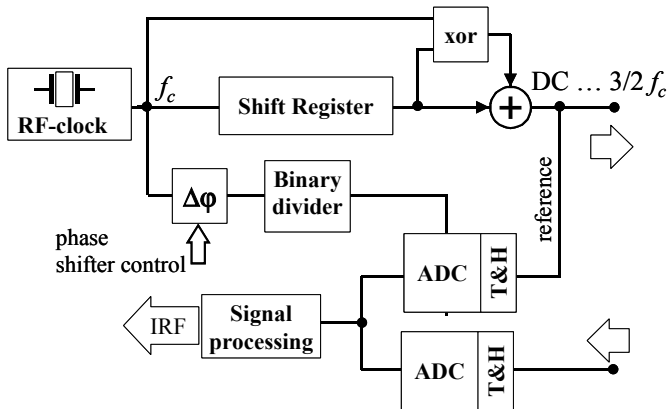 xor
f_c
DC ... 3/2 f_c
RF-clock
Shift Register
+
Δφ
Binary
divider
reference
phase
shifter control
ADC
T&H
IRF
Signal
processing
ADC
T&H